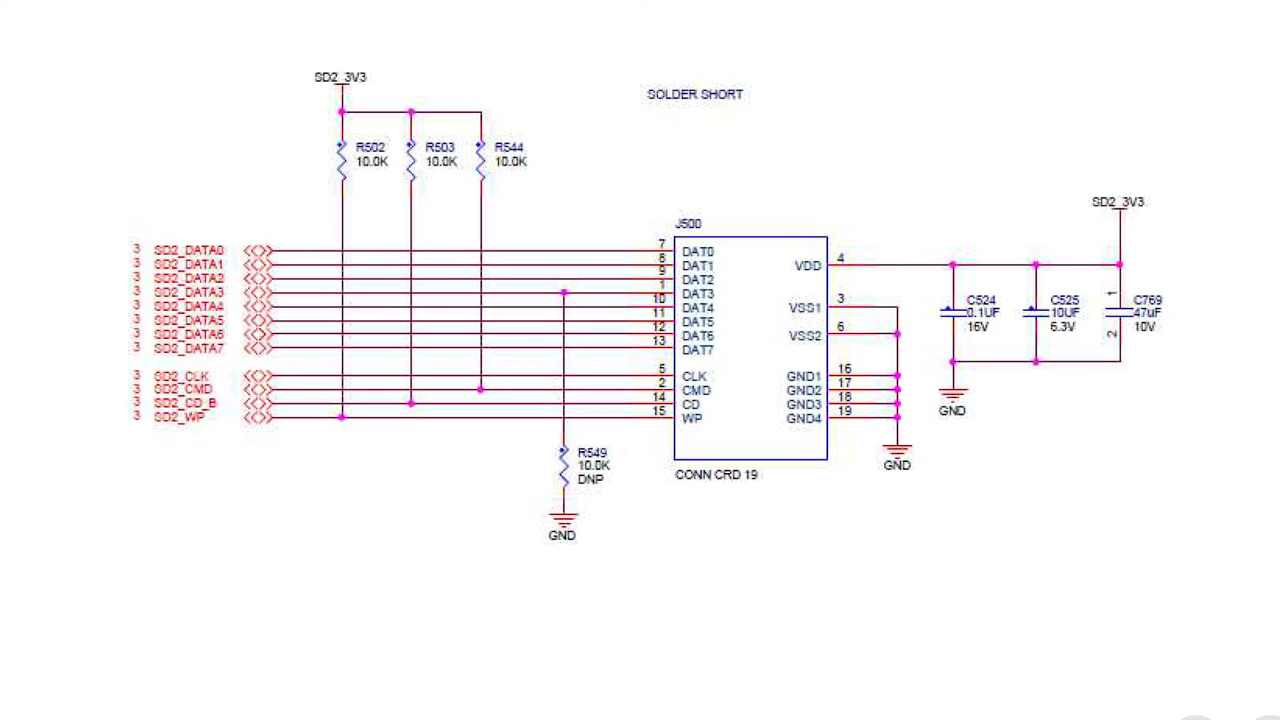 SD2_3V3
SOLDER SHORT
R502
10.0K
R503
10.0K
R544
10.0K
SD2_3V3
J500
3 SD2_DATA0 7 DAT0
3 SD2_DATA1 8 DAT1
3 SD2_DATA2 9 DAT2
3 SD2_DATA3 1 DAT3
3 SD2_DATA4 10 DAT4
3 SD2_DATA5 11 DAT5
3 SD2_DATA6 12 DAT6
3 SD2_DATA7 13 DAT7
3 SD2_CLK 5 CLK
3 SD2_CMD 2 CMD
3 SD2_CD_B 14 CD
3 SD2_WP 15 WP
VDD 4
VSS1 3
VSS2 6
GND1 16
GND2 17
GND3 18
GND4 19
C524
0.1UF
16V
C525
10UF
6.3V
1
C769
47uF
10V
2
GND
GND
R549
10.0K
DNP
GND
CONN CRD 19